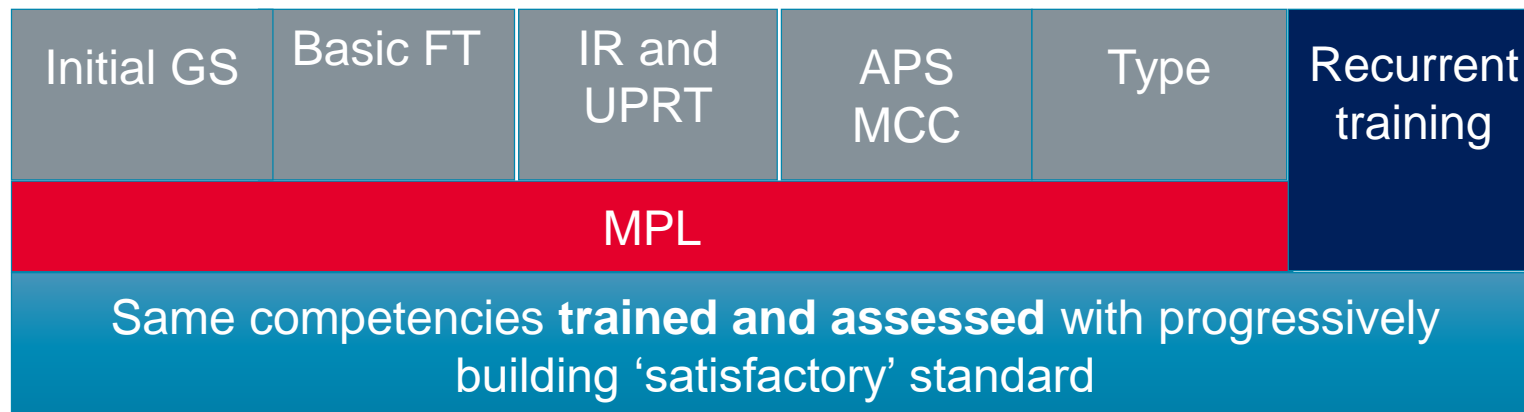 Initial GS
Basic FT
IR and
UPRT
APS
MCC
Type
Recurrent
training
MPL
Same competencies trained and assessed with progressively
building ‘satisfactory’ standard